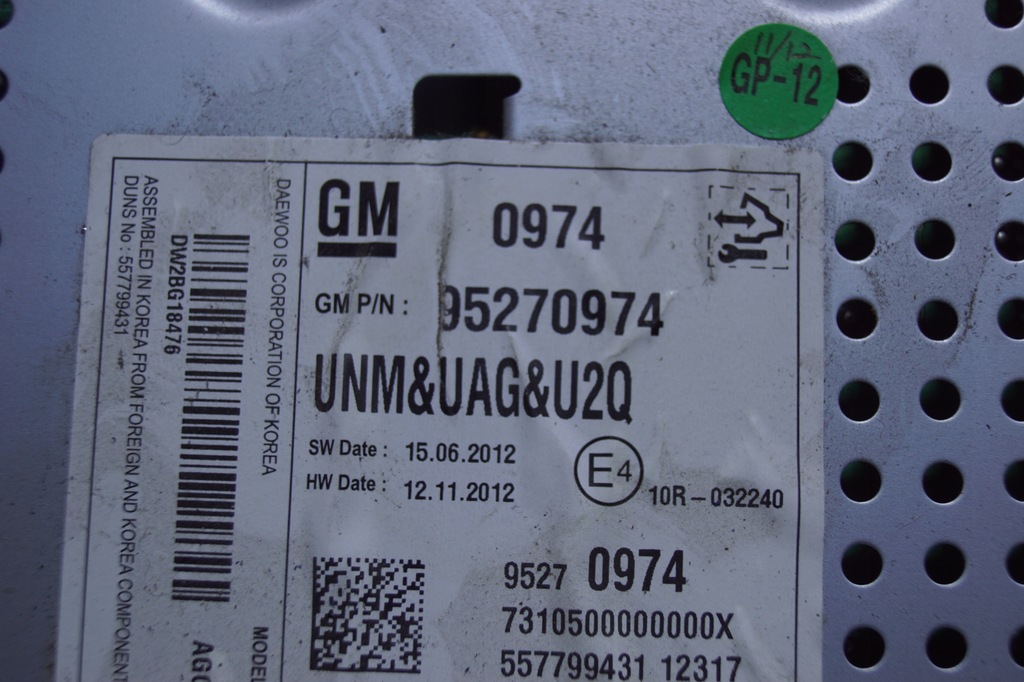 11/12
GP-12
GM 0974
GM P/N : 95270974
UNM&UAG&U2Q
SW Date : 15.06.2012
HW Date : 12.11.2012
E4
10R-032240
9527 0974
7310500000000X
557799431 12317
DAEWOO IS CORPORATION OF KOREA
DW2BG18476
ASSEMBLED IN KOREA FROM FOREIGN AND KOREA COMPONENT
DUNS No : 557799431